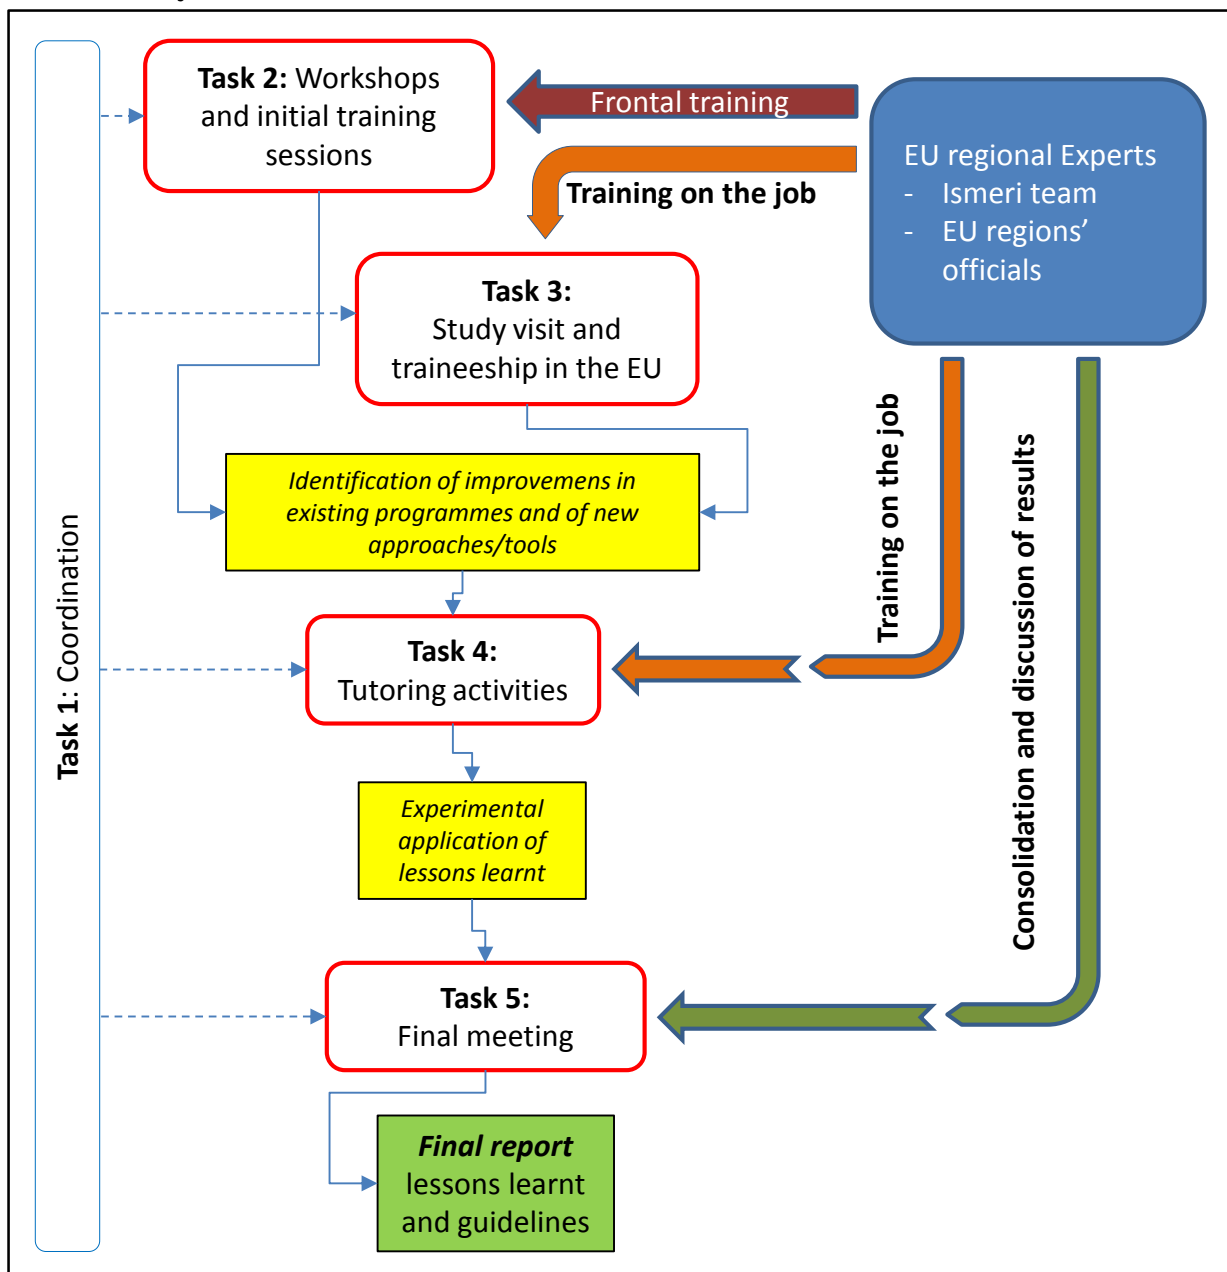 Task 1: Coordination
Task 2: Workshops
and initial training
sessions
Frontal training
Training on the job
EU regional Experts
- Ismeri team
- EU regions’
officials
Task 3:
Study visit and
traineeship in the EU
Identification of improvemens in
existing programmes and of new
approaches/tools
Training on the job
Consolidation and discussion of results
Task 4:
Tutoring activities
Experimental
application of
lessons learnt
Task 5:
Final meeting
Final report
lessons learnt
and guidelines